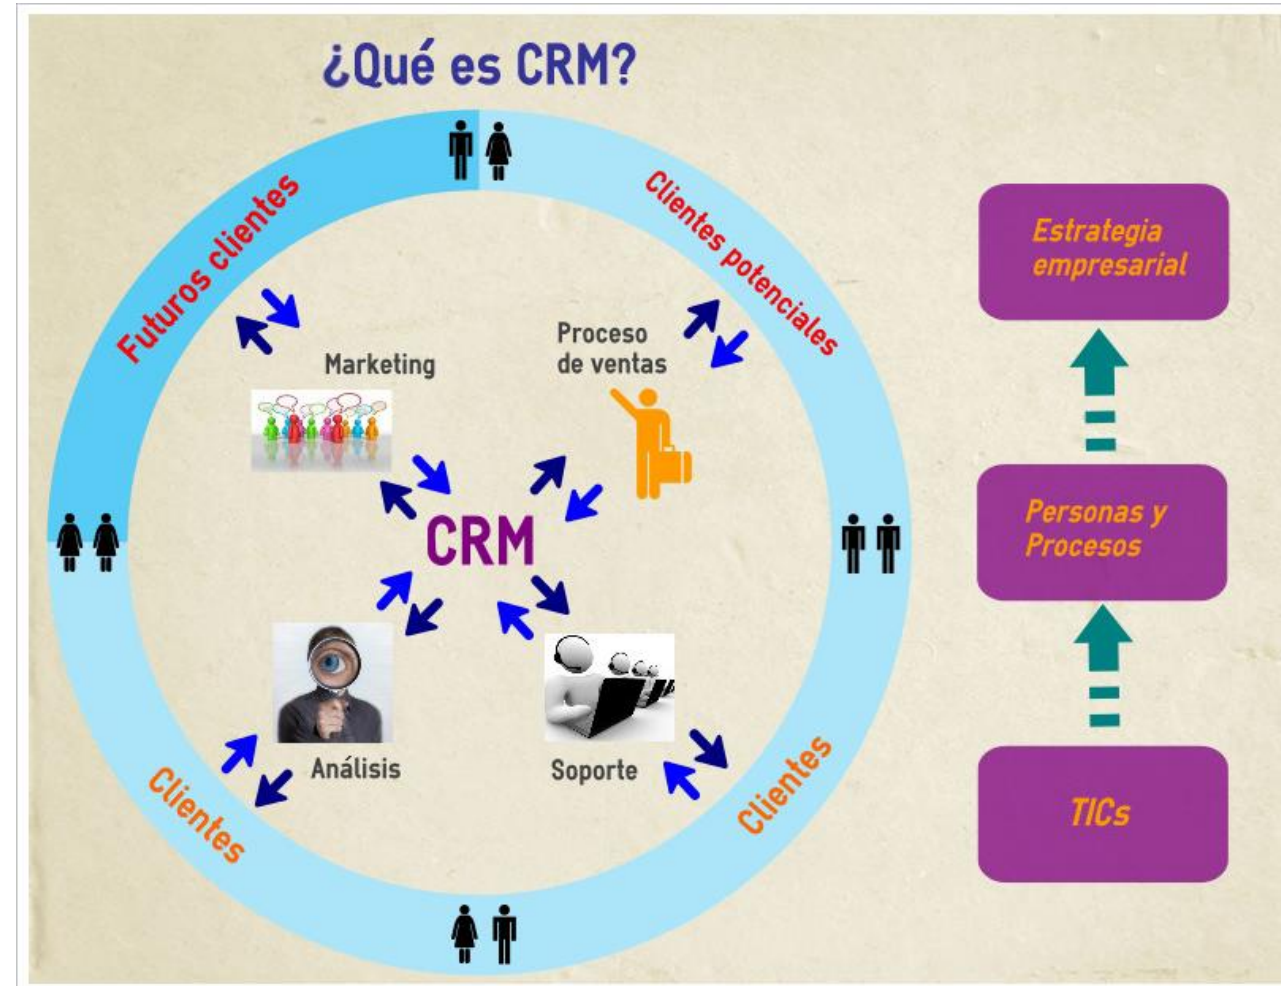 ¿Qué es CRM?
Futuros clientes
Clientes potenciales
Marketing
Proceso
de ventas
CRM
Análisis
Soporte
Clientes
Clientes
Estrategia
empresarial
Personas y
Procesos
TICs